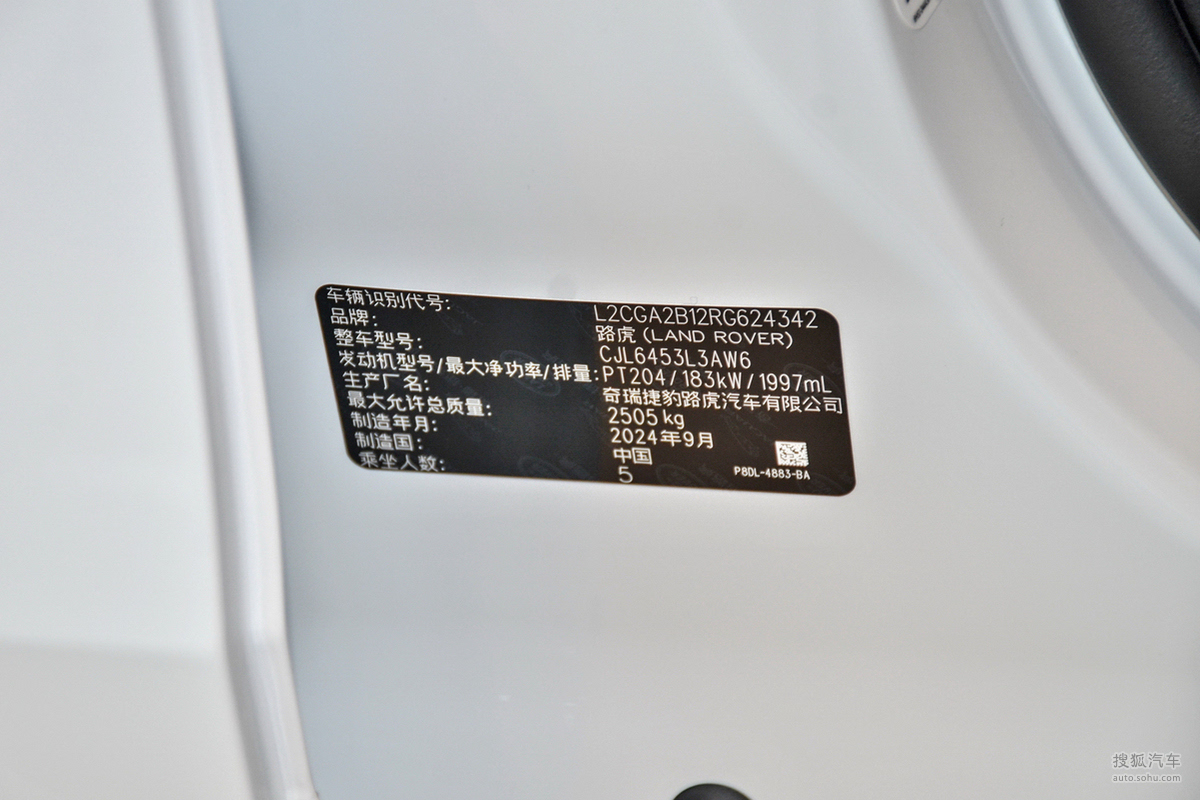 车辆识别代号: L2CGA2B12RG624342
品牌: 路虎(LAND ROVER)
整车型号: CJL6453L3AW6
发动机型号/最大净功率/排量: PT204/183kW/1997mL
生产厂名: 奇瑞捷豹路虎汽车有限公司
最大允许总质量: 2505kg
制造年月: 2024年9月
制造国: 中国
乘坐人数: 5
P8DL-4883-BA
搜狐汽车
auto.sohu.com